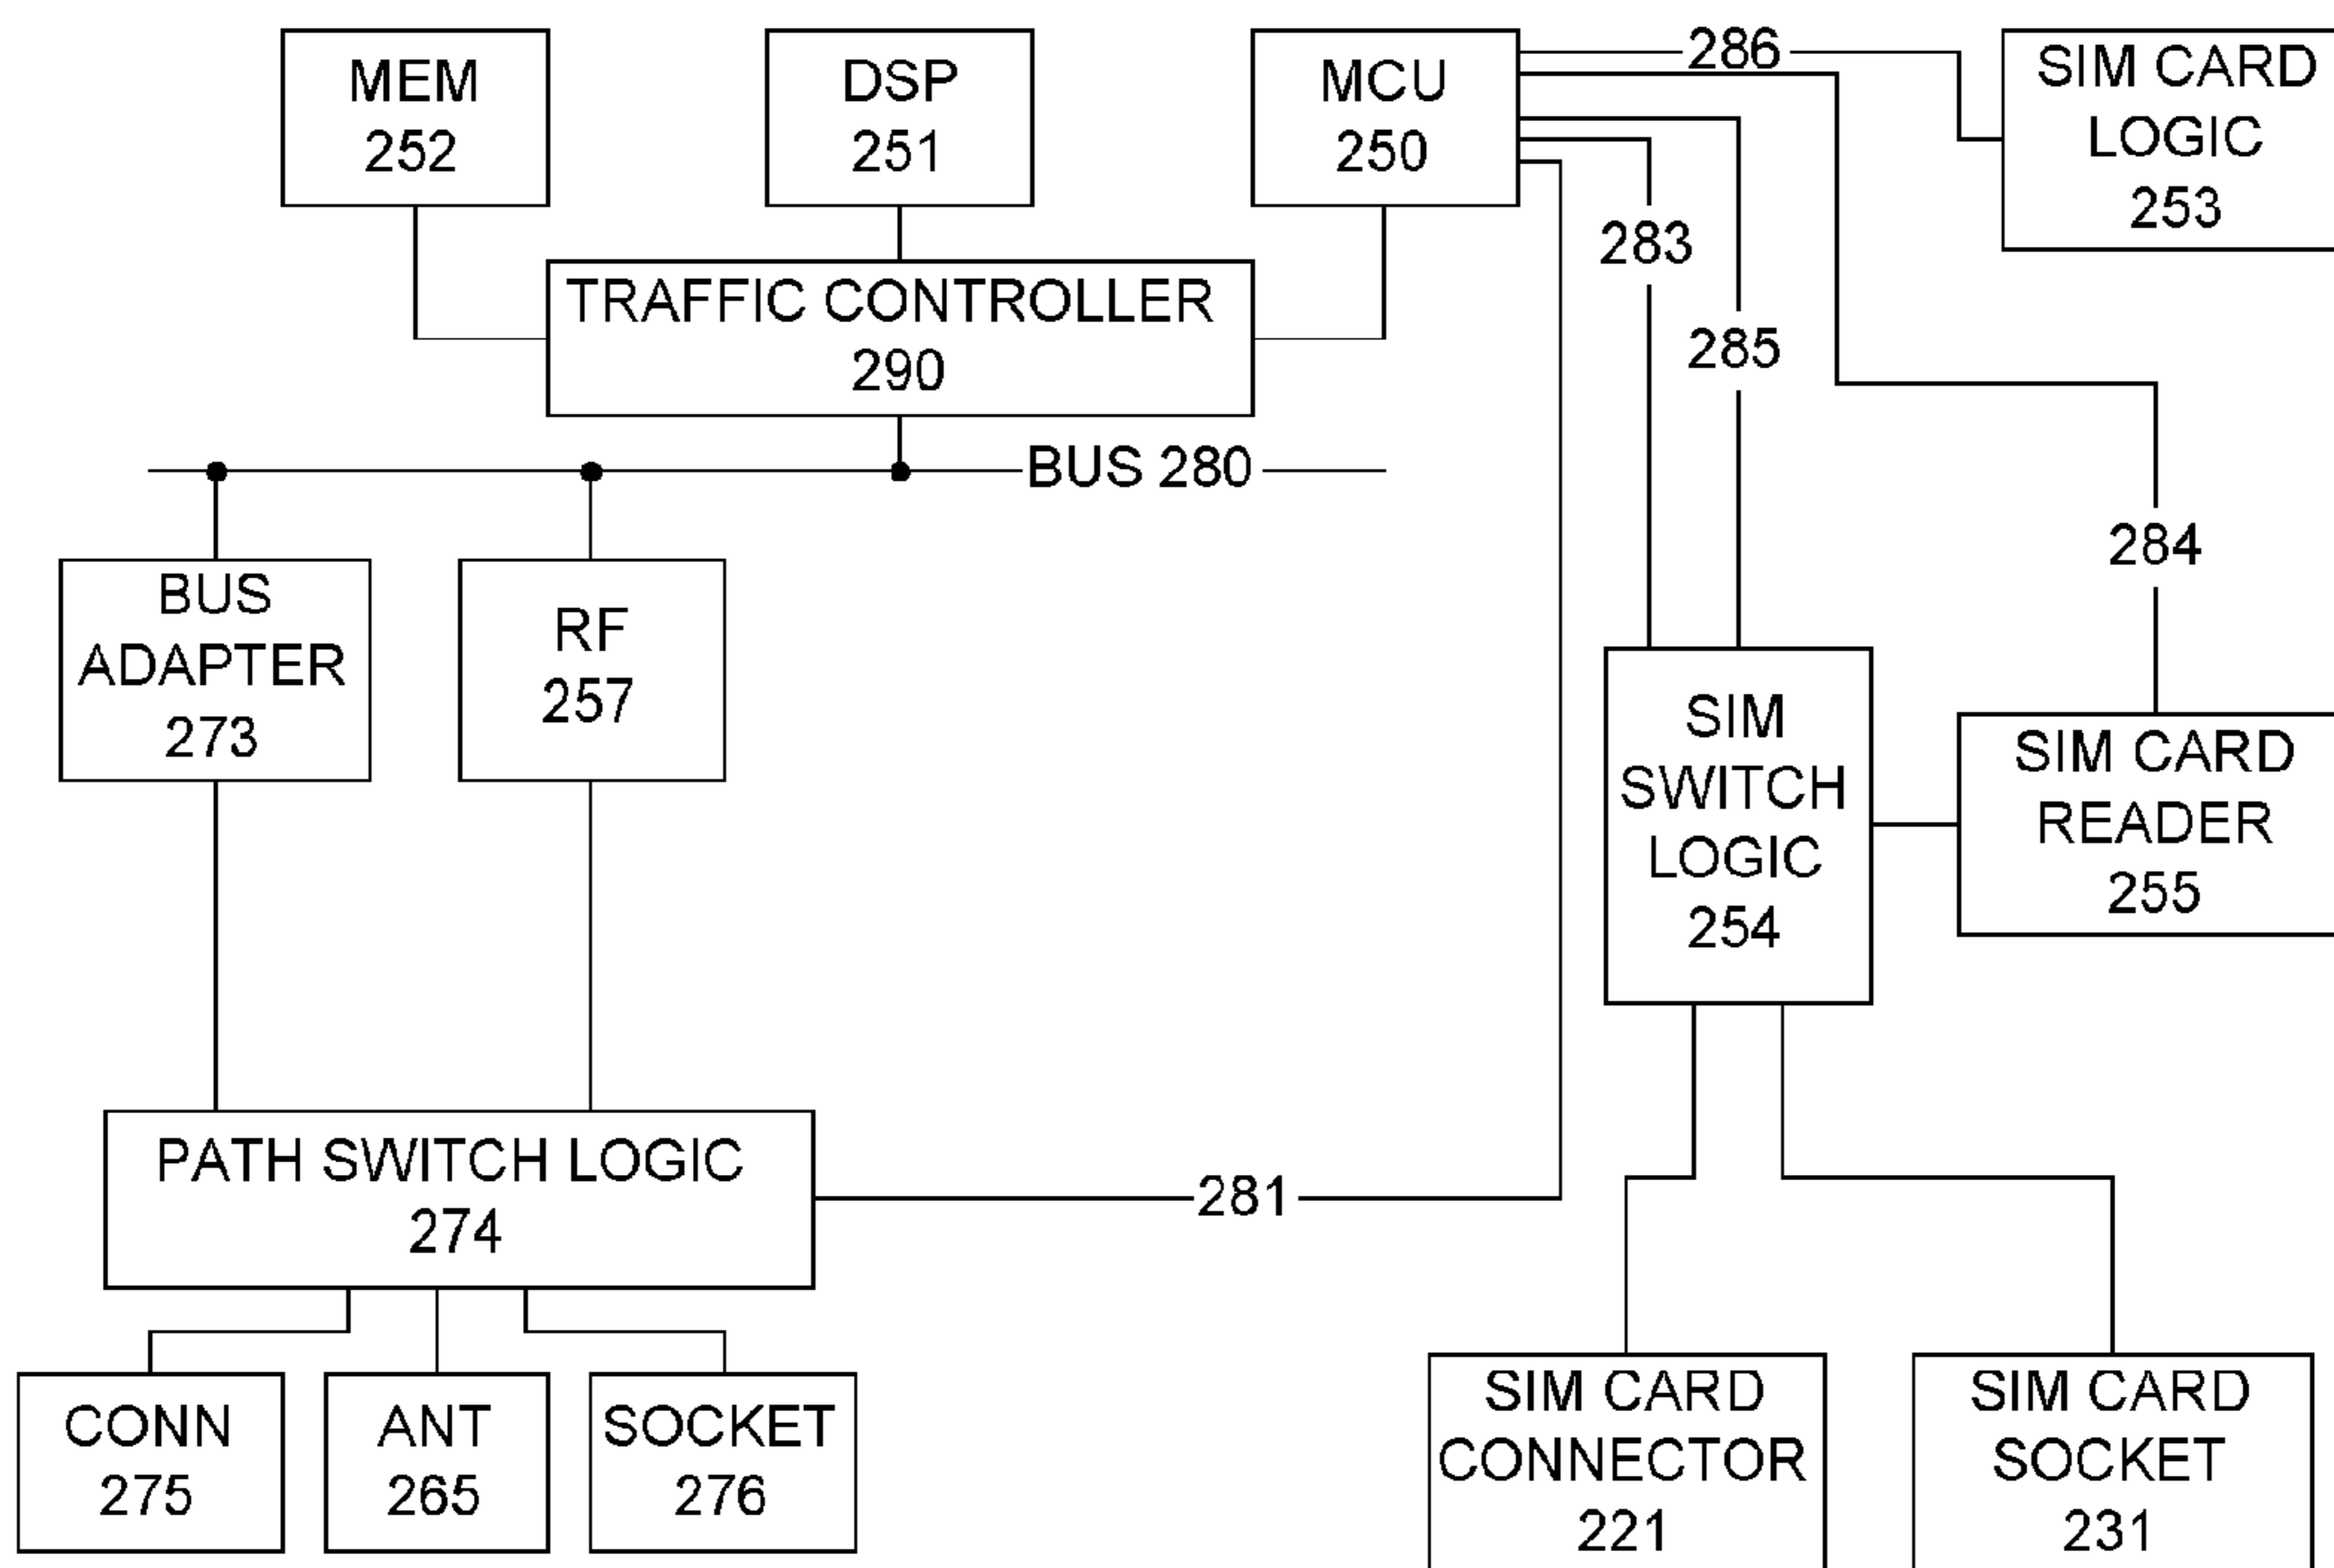 MEM
252
DSP
251
MCU
250
286
SIM CARD
LOGIC
253
283
285
TRAFFIC CONTROLLER
290
BUS 280
284
BUS
ADAPTER
273
RF
257
SIM
SWITCH
LOGIC
254
SIM CARD
READER
255
PATH SWITCH LOGIC
274
281
CONN
275
ANT
265
SOCKET
276
SIM CARD
CONNECTOR
221
SIM CARD
SOCKET
231